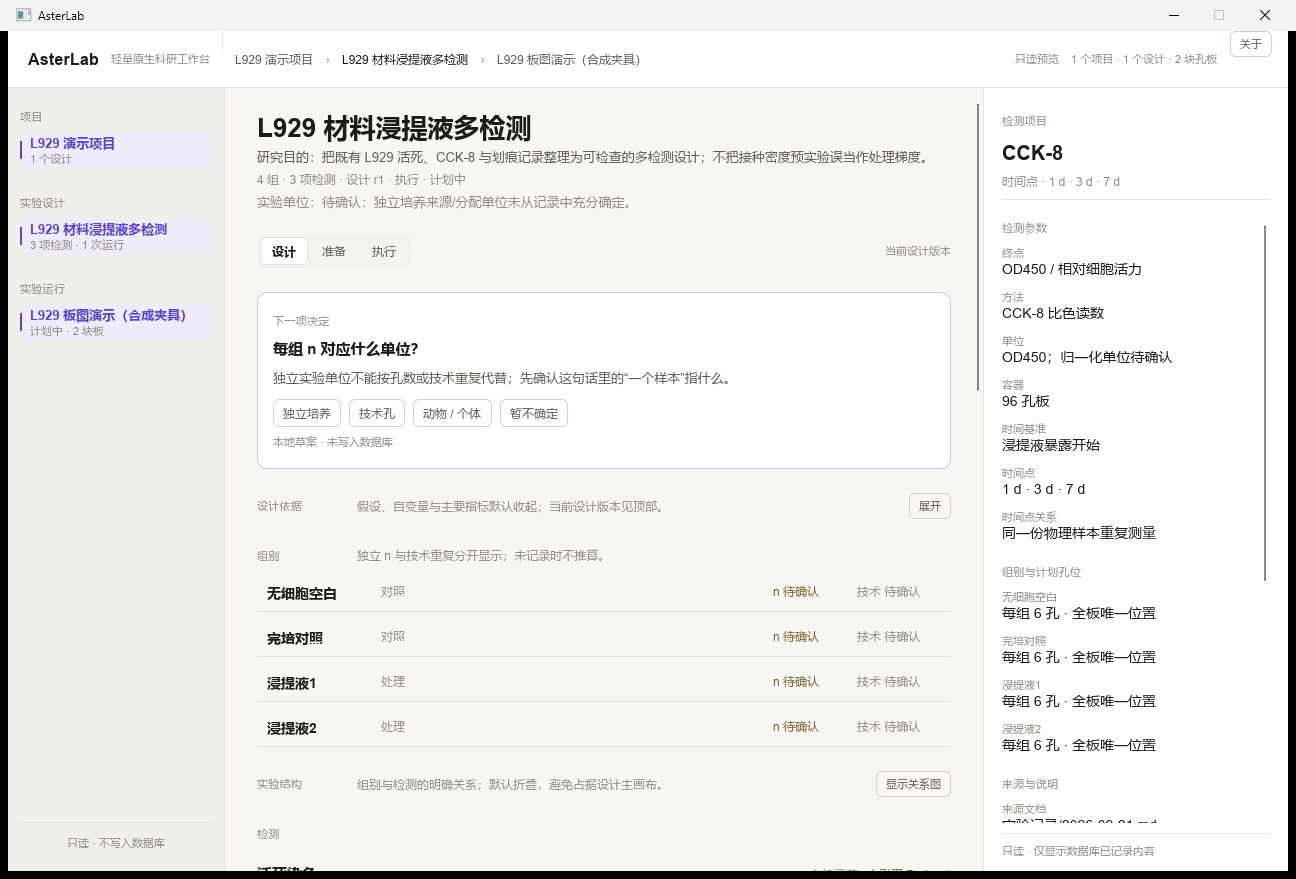 AsterLab
AsterLab 轻量原生科研工作台
L929 演示项目 › L929 材料浸提液多检测 › L929 板图演示（合成夹具）
只读预览 1 个项目 · 1 个设计 · 2 块孔板
关于
项目
L929 演示项目
1 个设计
实验设计
L929 材料浸提液多检测
3 项检测 · 1 次运行
实验运行
L929 板图演示（合成夹具）
计划中 · 2 块板
只读 · 不写入数据库
L929 材料浸提液多检测
研究目的：把既有 L929 活死、CCK-8 与划痕记录整理为可检查的多检测设计；不把接种密度预实验误当作处理梯度。
4 组 · 3 项检测 · 设计 r1 · 执行 · 计划中
实验单位：待确认：独立培养来源/分配单位未从记录中充分确定。
设计 准备 执行
当前设计版本
下一项决定
每组 n 对应什么单位？
独立实验单位不能按孔数或技术重复代替；先确认这句话里的“一个样本”指什么。
独立培养 技术孔 动物 / 个体 暂不确定
本地草案 · 未写入数据库
设计依据 假设、自变量与主要指标默认收起；当前设计版本见顶部。 展开
组别 独立 n 与技术重复分开显示；未记录时不推算。
无细胞空白 对照 n 待确认 技术 待确认
完培对照 对照 n 待确认 技术 待确认
浸提液1 处理 n 待确认 技术 待确认
浸提液2 处理 n 待确认 技术 待确认
实验结构 组别与检测的明确关系；默认折叠，避免占据设计主画布。 显示关系图
检测
检测项目
CCK-8
时间点 · 1 d · 3 d · 7 d
检测参数
终点
OD450 / 相对细胞活力
方法
CCK-8 比色读数
单位
OD450；归一化单位待确认
容器
96 孔板
时间基准
浸提液暴露开始
时间点
1 d · 3 d · 7 d
时间点关系
同一份物理样本重复测量
组别与计划孔位
无细胞空白
每组 6 孔 · 全板唯一位置
完培对照
每组 6 孔 · 全板唯一位置
浸提液1
每组 6 孔 · 全板唯一位置
浸提液2
每组 6 孔 · 全板唯一位置
来源与说明
来源文档
只读 · 仅显示数据库已记录内容